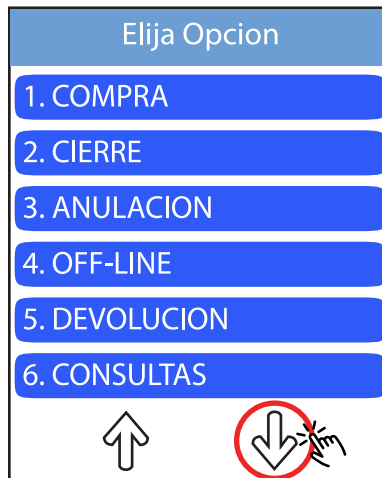 Elija Opcion
1. COMPRA
2. CIERRE
3. ANULACION
4. OFF-LINE
5. DEVOLUCION
6. CONSULTAS